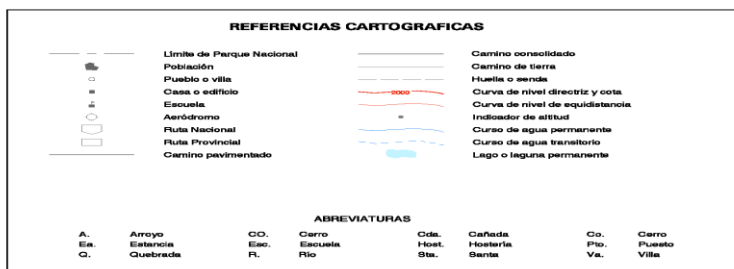 REFERENCIAS CARTOGRAFICAS
Límite de Parque Nacional
Población
Pueblo o villa
Casa o edificio
Escuela
Aeródromo
Ruta Nacional
Ruta Provincial
Camino pavimentado
Camino consolidado
Camino de tierra
Huella o senda
2000 Curva de nivel directriz y cota
Curva de nivel de equidistancia
Indicador de altitud
Curso de agua permanente
Curso de agua transitorio
Lago o laguna permanente
ABREVIATURAS
A. Arroyo CO. Cerro Cda. Cañada Co. Cerro
Ea. Estancia Esc. Escuela Host. Hostería Pto. Puesto
Q. Quebrada R. Río Sta. Santa Va. Villa